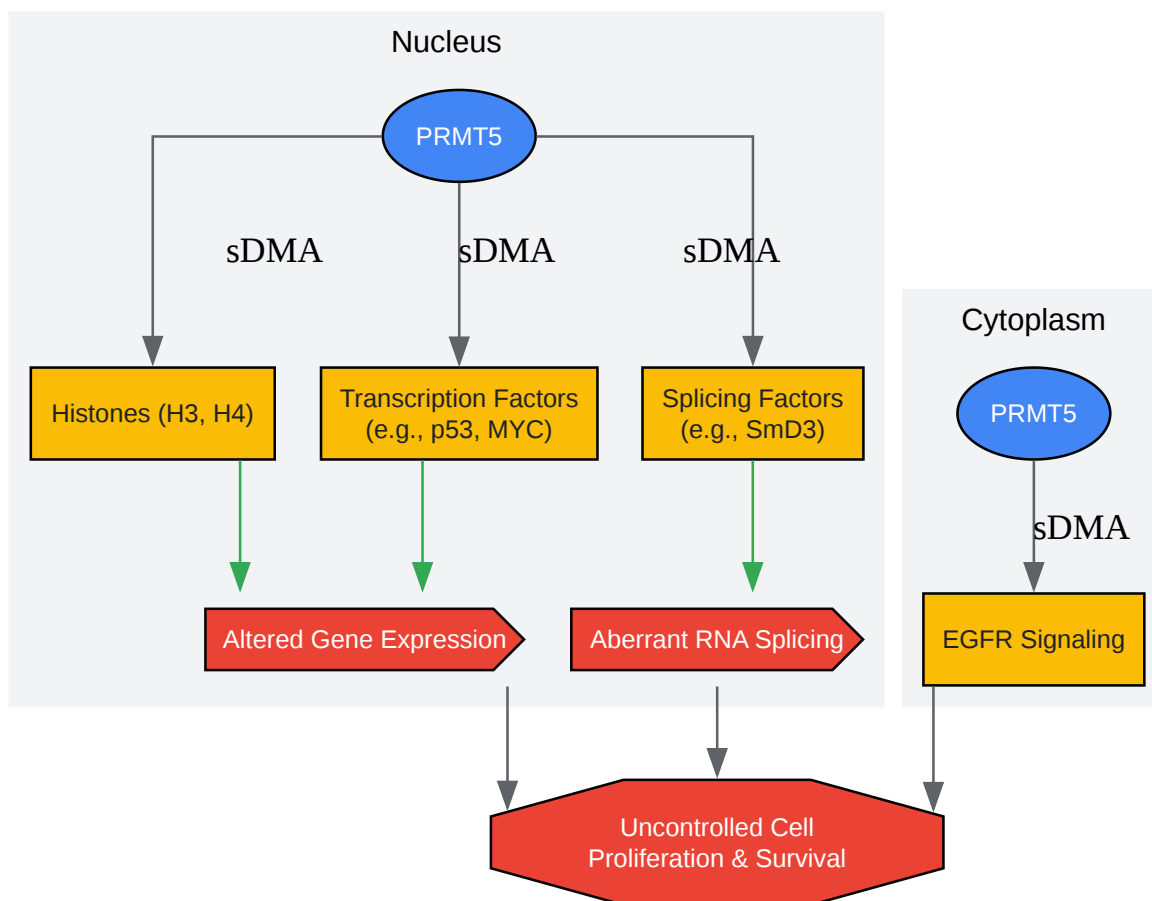 Nucleus
PRMT5
sDMA
sDMA
sDMA
Histones (H3, H4)
Transcription Factors
(e.g., p53, MYC)
Splicing Factors
(e.g., SmD3)
Altered Gene Expression
Aberrant RNA Splicing
Cytoplasm
PRMT5
sDMA
EGFR Signaling
Uncontrolled Cell
Proliferation & Survival